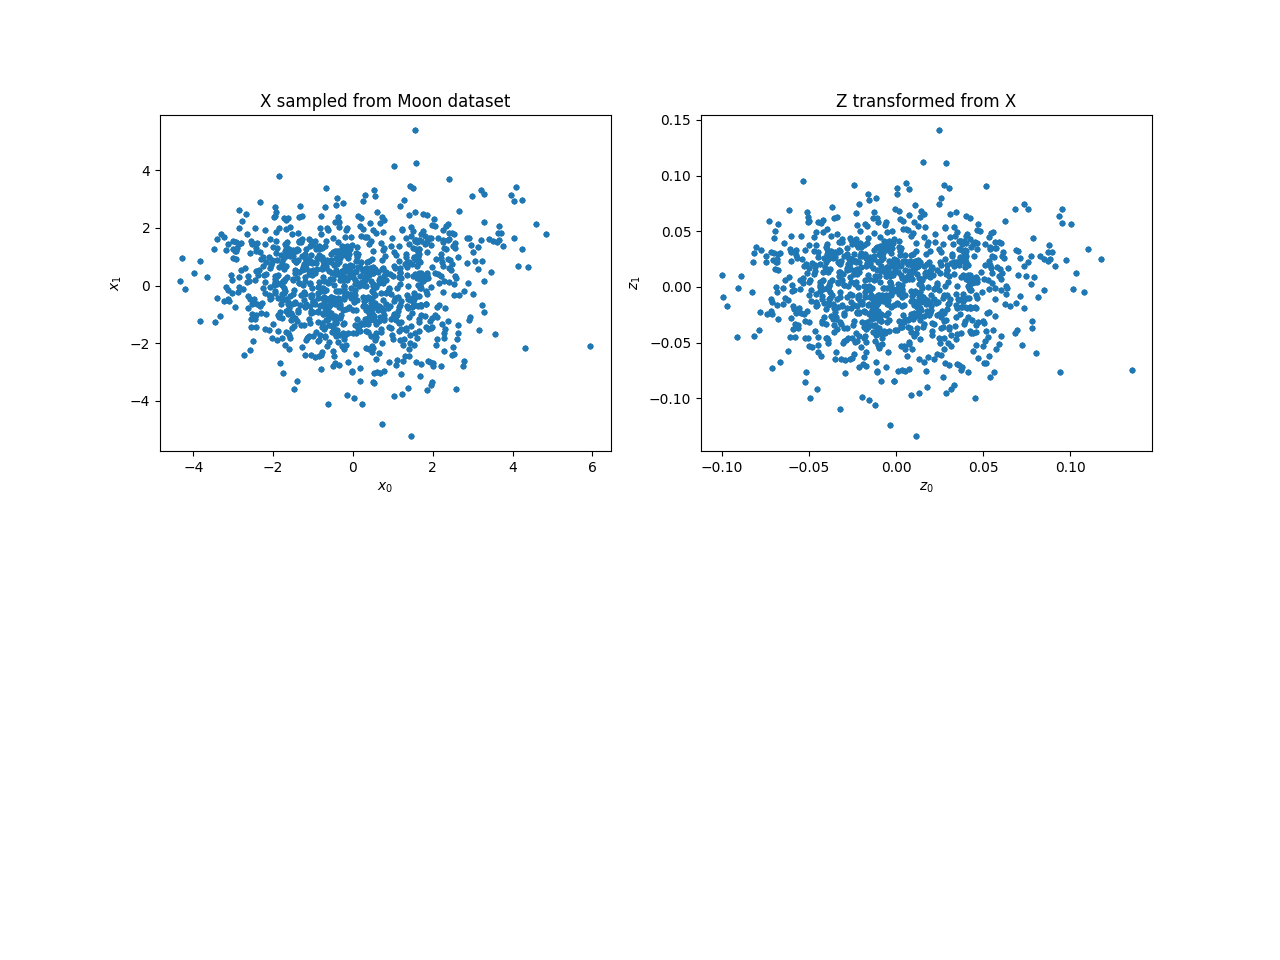 X sampled from Moon dataset
4
2
0
−2
−4
x₁
−4 −2 0 2 4 6
x₀
Z transformed from X
0.15
0.10
0.05
0.00
−0.05
−0.10
z₁
−0.10 −0.05 0.00 0.05 0.10
z₀